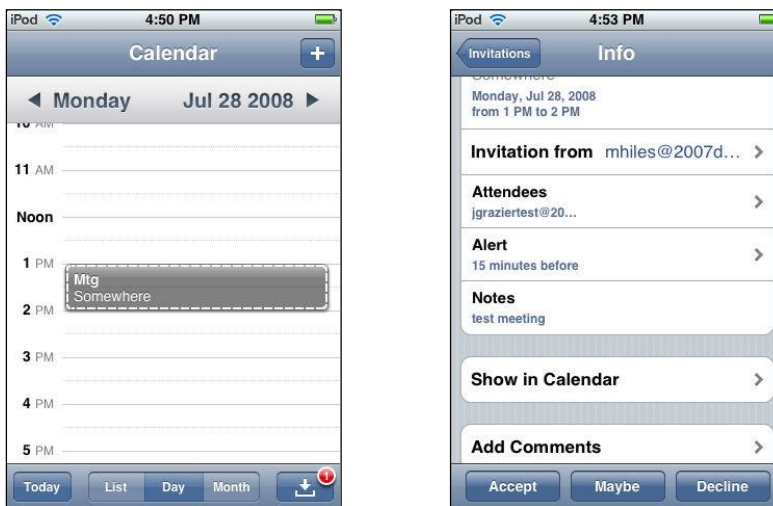 iPod 4:50 PM
Calendar +
Monday Jul 28 2008
10 AM
11 AM
Noon
1 PM
Mtg
Somewhere
2 PM
3 PM
4 PM
5 PM
Today List Day Month 1
iPod 4:53 PM
Invitations Info
Somewhere
Monday, Jul 28, 2008
from 1 PM to 2 PM
Invitation from mhiles@2007d...
Attendees
jgraziertest@20...
Alert
15 minutes before
Notes
test meeting
Show in Calendar
Add Comments
Accept Maybe Decline